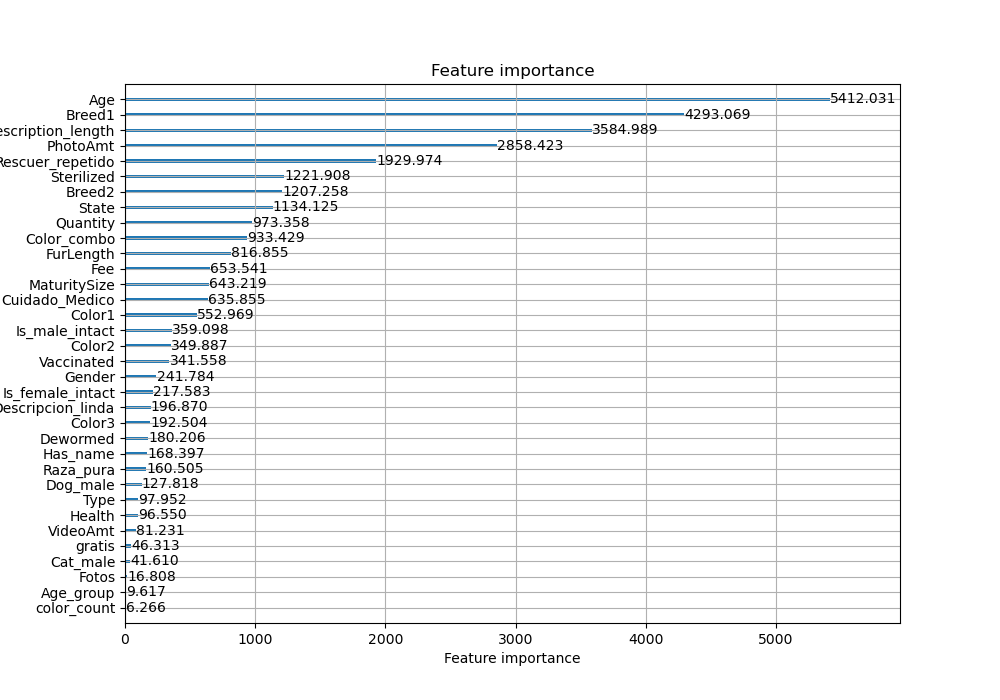 Feature importance
Age 5412.031
Breed1 4293.069
escription_length 3584.989
PhotoAmt 2858.423
Rescuer_repetido 1929.974
Sterilized 1221.908
Breed2 1207.258
State 1134.125
Quantity 973.358
Color_combo 933.429
FurLength 816.855
Fee 653.541
MaturitySize 643.219
Cuidado_Medico 635.855
Color1 552.969
Is_male_intact 359.098
Color2 349.887
Vaccinated 341.558
Gender 241.784
Is_female_intact 217.583
Descripcion_linda 196.870
Color3 192.504
Dewormed 180.206
Has_name 168.397
Raza_pura 160.505
Dog_male 127.818
Type 97.952
Health 96.550
VideoAmt 81.231
gratis 46.313
Cat_male 41.610
Fotos 16.808
Age_group 9.617
color_count 6.266
0 1000 2000 3000 4000 5000
Feature importance